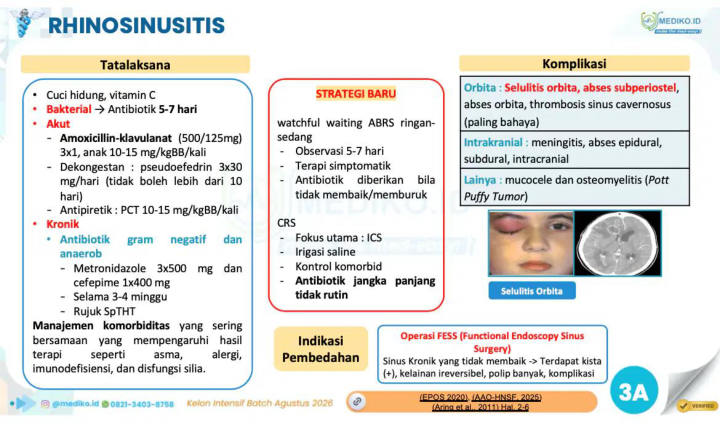 RHINOSINUSITIS
MEDIKO.ID
Tatalaksana
• Cuci hidung, vitamin C
• Bakterial → Antibiotik 5-7 hari
• Akut
- Amoxicillin-klavulanat (500/125mg)
3x1, anak 10-15 mg/kgBB/kali
- Dekongestan : pseudoefedrin 3x30
mg/hari (tidak boleh lebih dari 10
hari)
- Antipiretik : PCT 10-15 mg/kgBB/kali
• Kronik
• Antibiotik gram negatif dan
anaerob
- Metronidazole 3x500 mg dan
cefepime 1x400 mg
- Selama 3-4 minggu
- Rujuk SpTHT
Manajemen komorbiditas yang sering
bersamaan yang mempengaruhi hasil
terapi seperti asma, alergi,
imunodefisiensi, dan disfungsi silia.
STRATEGI BARU
watchful waiting ABRS ringan-
sedang
- Observasi 5-7 hari
- Terapi simptomatik
- Antibiotik diberikan bila
tidak membaik/memburuk
CRS
- Fokus utama : ICS
- Irigasi saline
- Kontrol komorbid
- Antibiotik jangka panjang
tidak rutin
Komplikasi
Orbita : Selulitis orbita, abses subperiostel,
abses orbita, thrombosis sinus cavernosus
(paling bahaya)
Intrakranial : meningitis, abses epidural,
subdural, intracranial
Lainya : mucocele dan osteomyelitis (Pott
Puffy Tumor)
Selulitis Orbita
Indikasi
Pembedahan
Operasi FESS (Functional Endoscopy Sinus
Surgery)
Sinus Kronik yang tidak membaik -> Terdapat kista
(+), kelainan ireversibel, polip banyak, komplikasi
3A
VERIFIED
@mediko.id 0821-3403-8758 Kelan Intensif Batch Agustus 2026
(EPOS 2020), (AAO-HNSF, 2025)
(Aring et al., 2011) Hal. 2-6
MEDIKO.ID